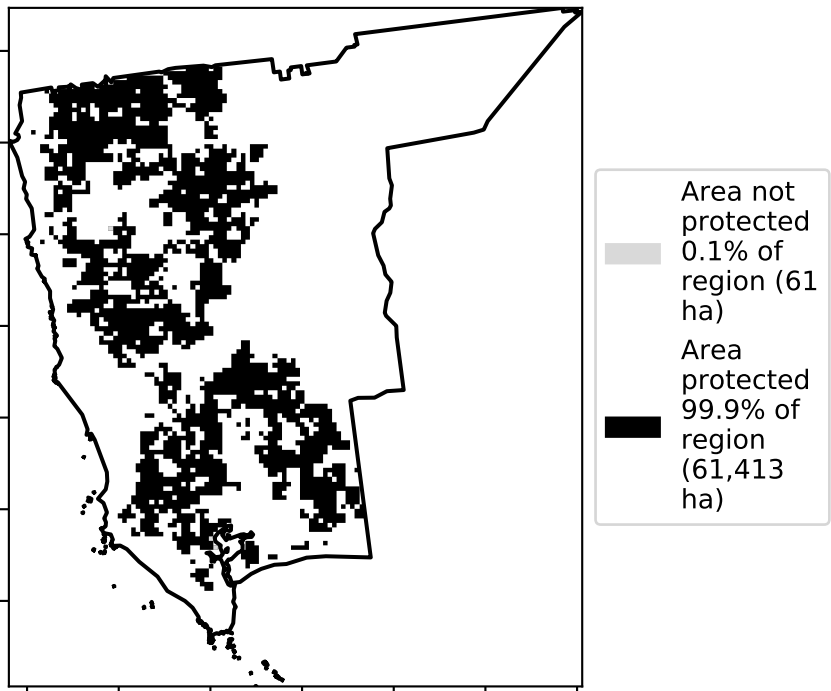 Area not
protected
0.1% of
region (61
ha)
Area
protected
99.9% of
region
(61,413
ha)